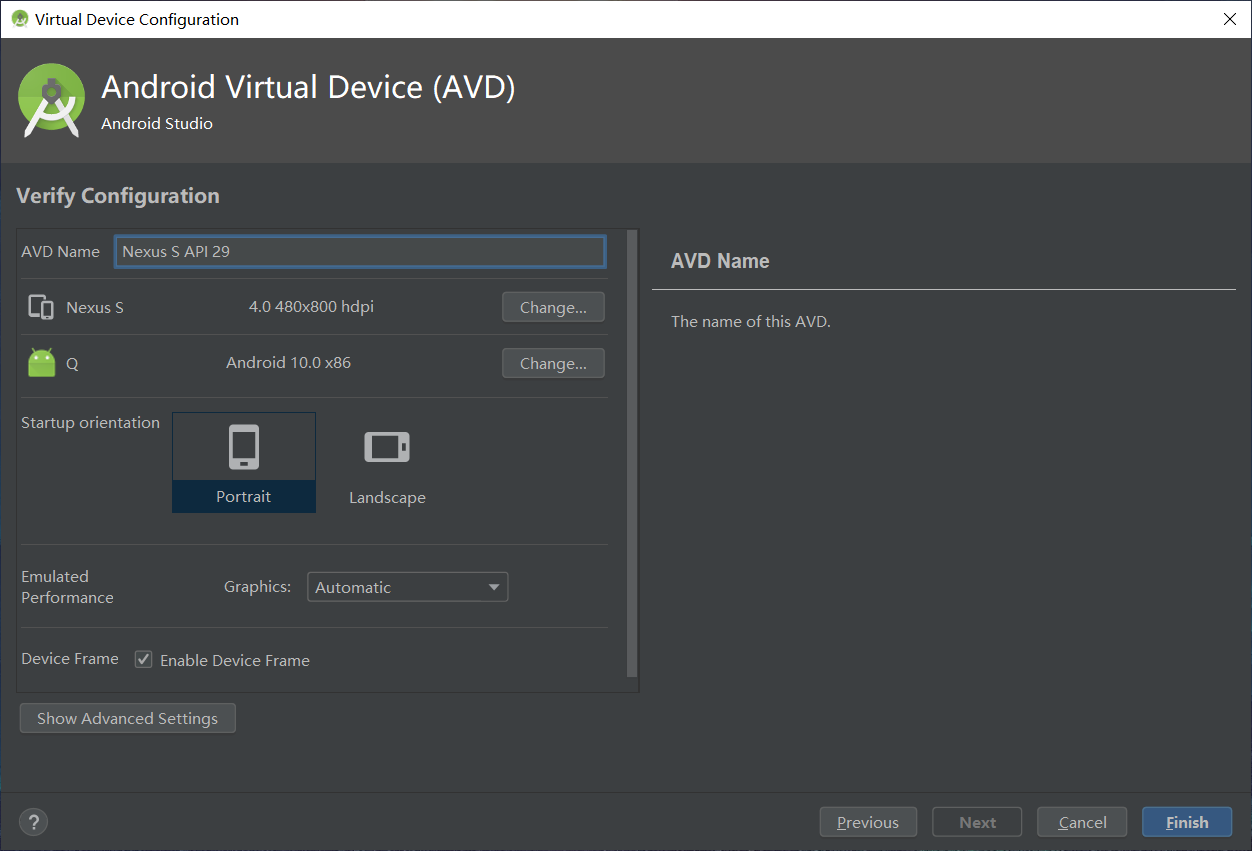 Virtual Device Configuration
Android Virtual Device (AVD)
Android Studio
Verify Configuration
AVD Name
Nexus S API 29
Nexus S
4.0 480x800 hdpi
Change...
Q
Android 10.0 x86
Change...
Startup orientation
Portrait
Landscape
Emulated
Performance
Graphics:
Automatic
Device Frame
Enable Device Frame
Show Advanced Settings
AVD Name
The name of this AVD.
?
Previous
Next
Cancel
Finish